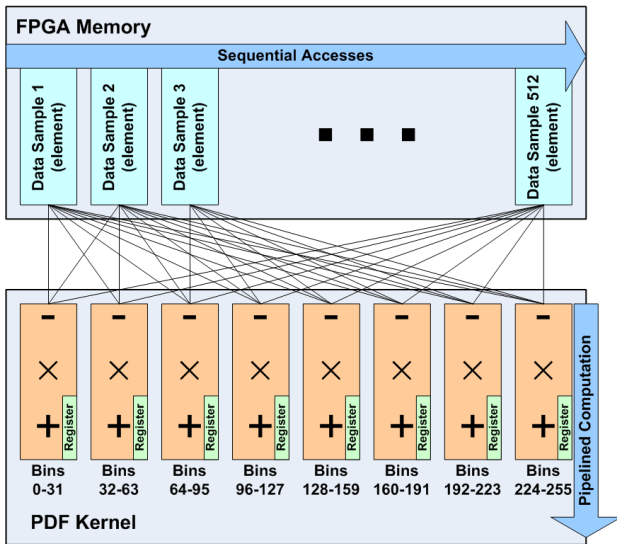 FPGA Memory
Sequential Accesses
Data Sample 1
(element)
Data Sample 2
(element)
Data Sample 3
(element)
Data Sample 512
(element)
Register
Register
Register
Register
Register
Register
Register
Register
Pipelined Computation
Bins
0-31
Bins
32-63
Bins
64-95
Bins
96-127
Bins
128-159
Bins
160-191
Bins
192-223
Bins
224-255
PDF Kernel